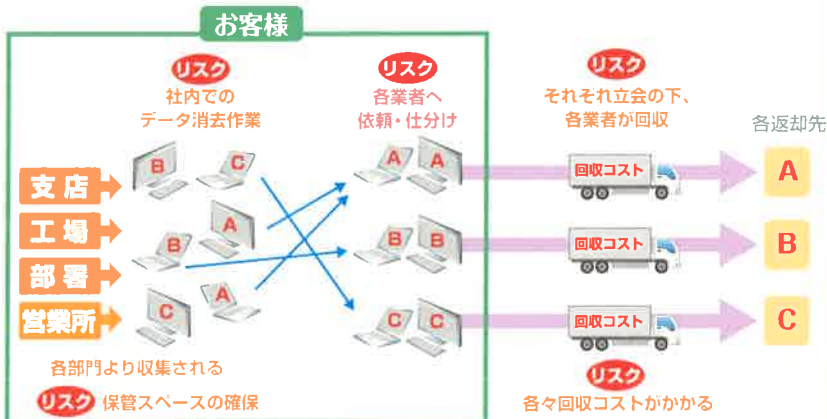 お客様
リスク
社内での
データ消去作業
リスク
各業者へ
依頼・仕分け
リスク
それぞれ立会の下、
各業者が回収
各返却先
支店
工場
部署
営業所
B
C
A
B
C
A
A
A
B
B
C
C
回収コスト
A
回収コスト
B
回収コスト
C
各部門より収集される
リスク 保管スペースの確保
リスク
各々回収コストがかかる